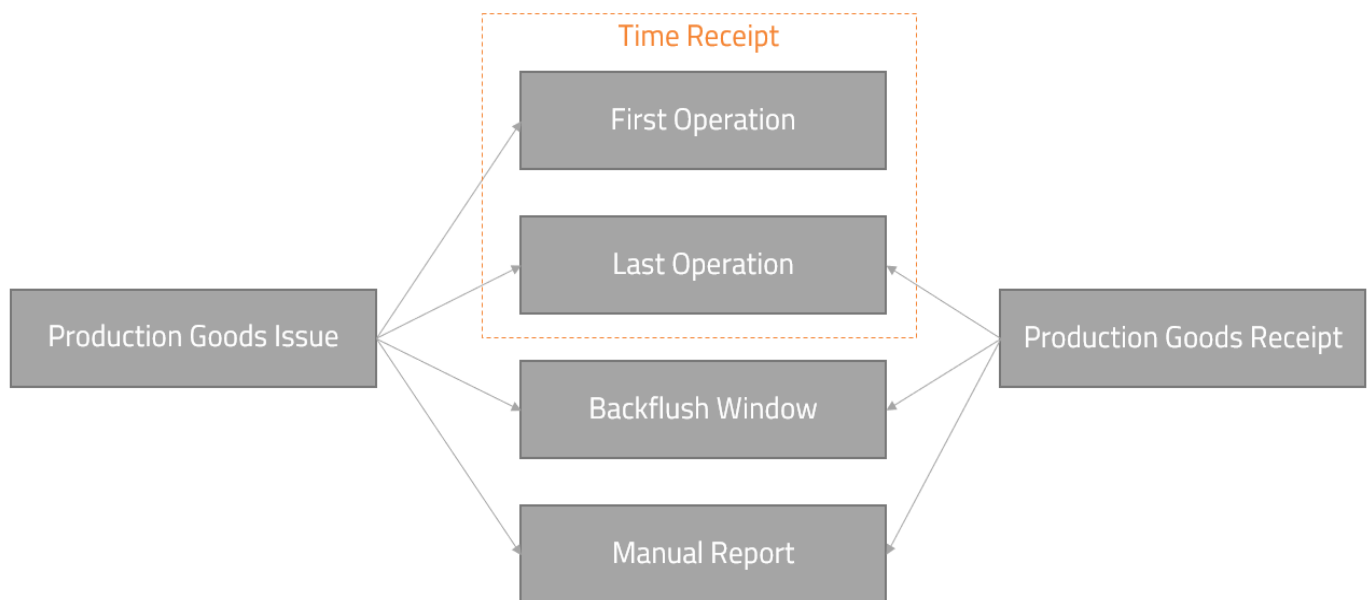 Time Receipt
First Operation
Last Operation
Production Goods Issue
Production Goods Receipt
Backflush Window
Manual Report